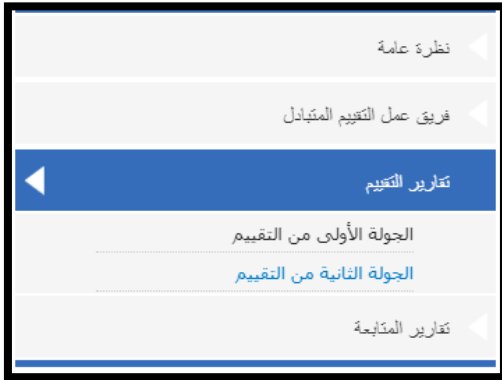 نظرة عامة
فريق عمل التقييم المتبادل
تقارير التقييم
الجولة الأولى من التقييم
الجولة الثانية من التقييم
تقارير المتابعة